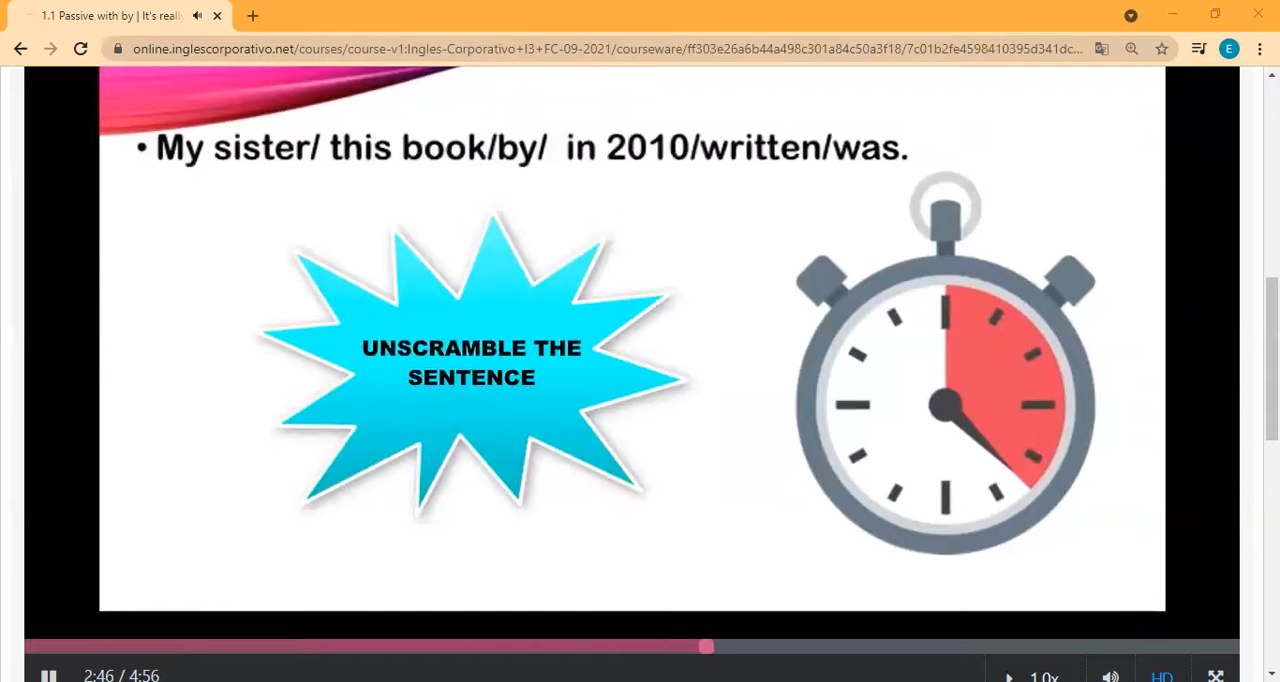 1.1 Passive with by | It's really
online.inglescorporativo.net/courses/course-v1:Ingles-Corporativo+I3+FC-09-2021/courseware/ff303e26a6b44a498c301a84c50a3f18/7c01b2fe4598410395d341dc...
E
• My sister/ this book/by/ in 2010/written/was.
UNSCRAMBLE THE
SENTENCE
2:46 / 4:56
1.0x
HD